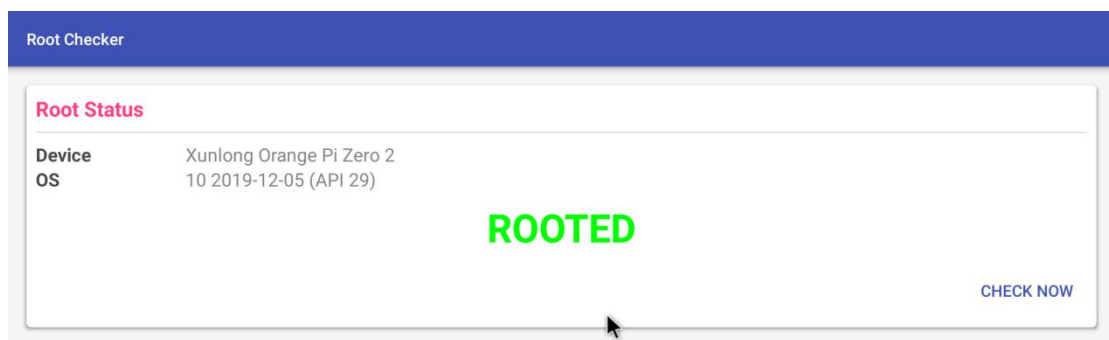 Root Checker
Root Status
Device Xunlong Orange Pi Zero 2
OS 10 2019-12-05 (API 29)
ROOTED
CHECK NOW